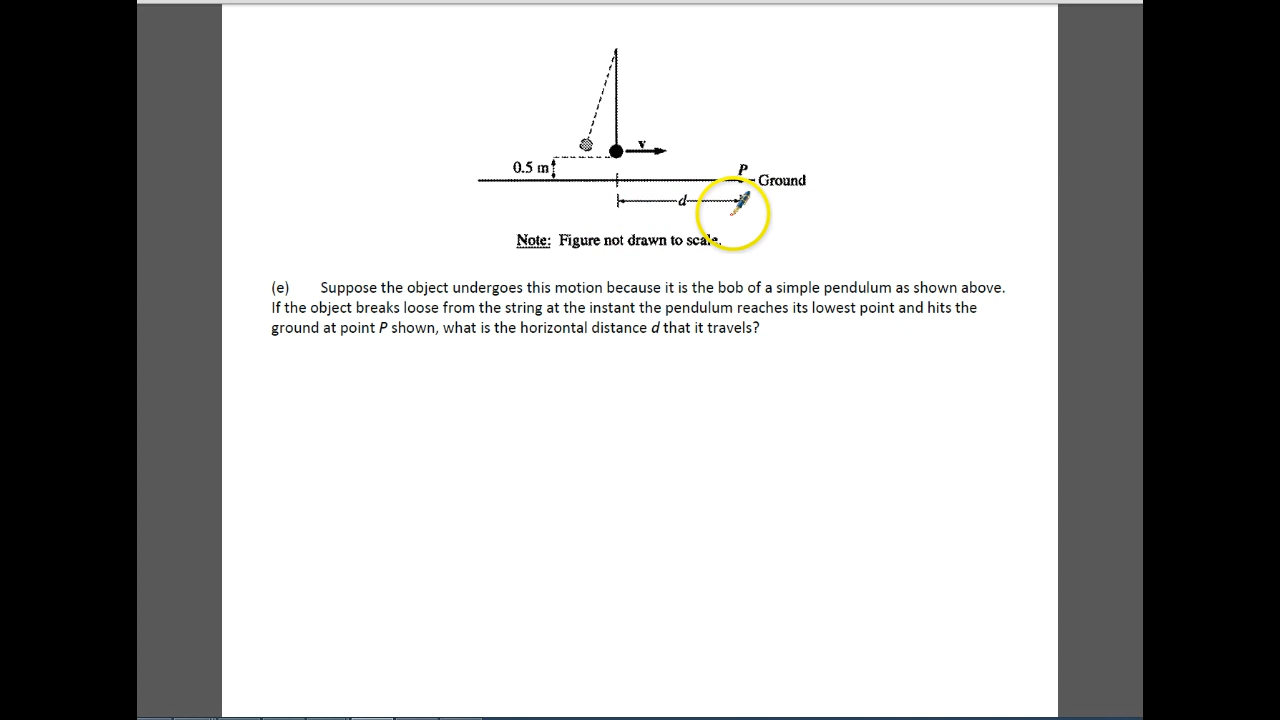 v
0.5 m
P
Ground
d
Note: Figure not drawn to scale.
(e) Suppose the object undergoes this motion because it is the bob of a simple pendulum as shown above.
If the object breaks loose from the string at the instant the pendulum reaches its lowest point and hits the
ground at point P shown, what is the horizontal distance d that it travels?